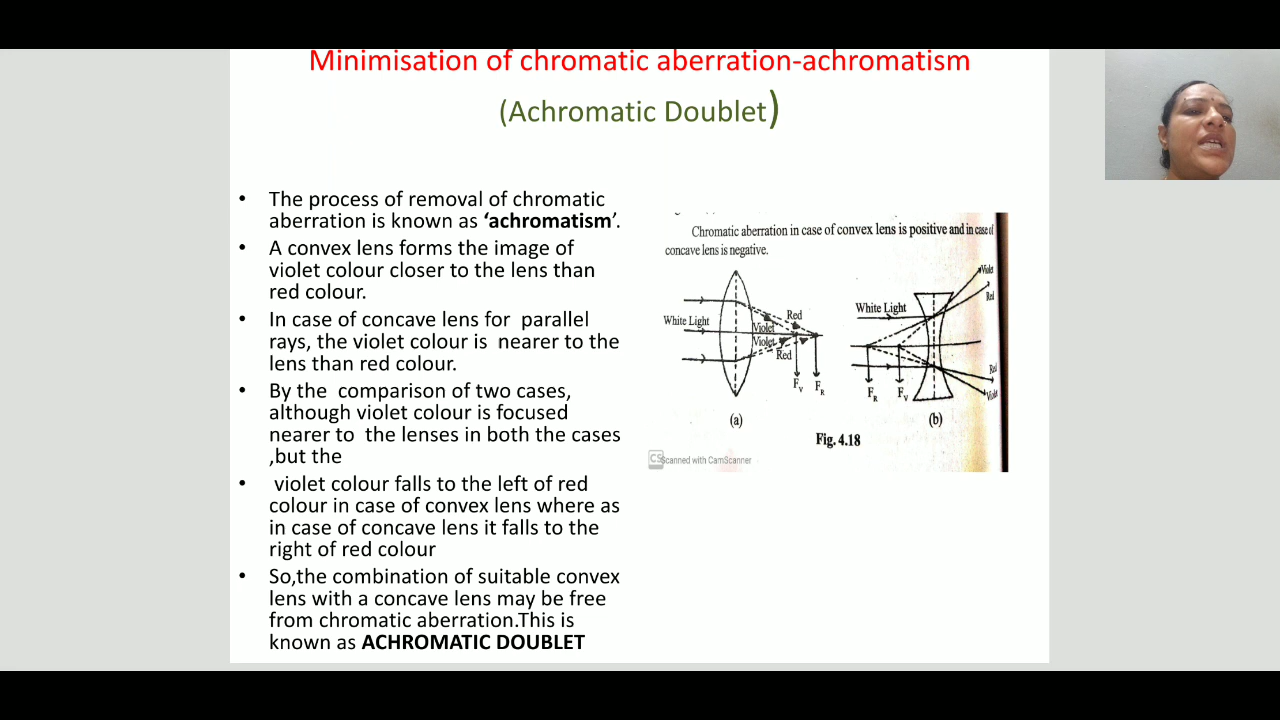 Minimisation of chromatic aberration-achromatism
(Achromatic Doublet)
• The process of removal of chromatic
aberration is known as ‘achromatism’.
• A convex lens forms the image of
violet colour closer to the lens than
red colour.
• In case of concave lens for parallel
rays, the violet colour is nearer to the
lens than red colour.
• By the comparison of two cases,
although violet colour is focused
nearer to the lenses in both the cases
,but the
• violet colour falls to the left of red
colour in case of convex lens where as
in case of concave lens it falls to the
right of red colour
• So,the combination of suitable convex
lens with a concave lens may be free
from chromatic aberration.This is
known as ACHROMATIC DOUBLET
Chromatic aberration in case of convex lens is positive and in case of
concave lens is negative.
White Light
Red
Violet
Violet
Red
FV FR
(a)
White Light
Violet
Red
Red
Violet
FR FV
(b)
Fig. 4.18
CS Scanned with CamScanner